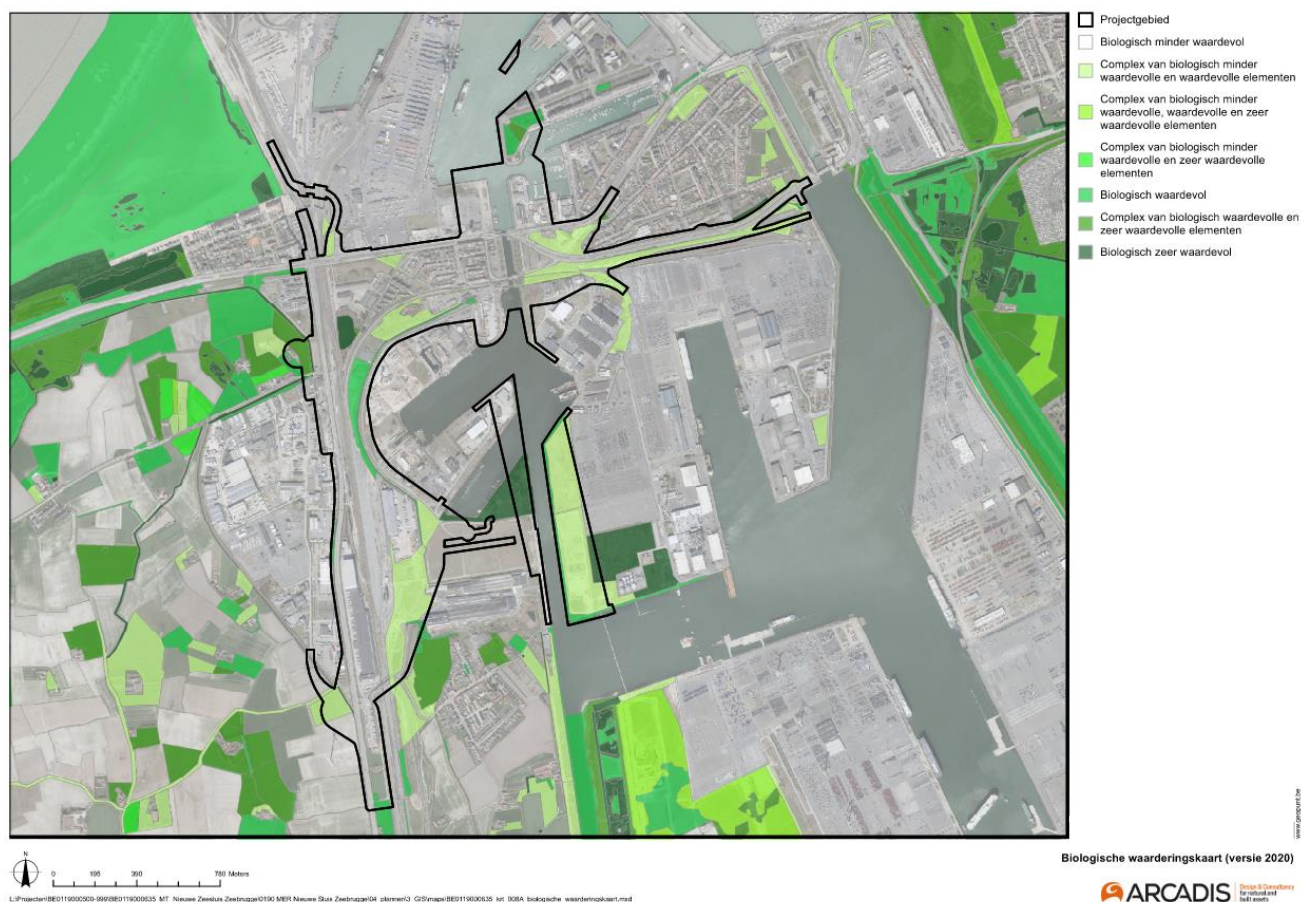 Projectgebied
Biologisch minder waardevol
Complex van biologisch minder
waardevolle en waardevolle elementen
Complex van biologisch minder
waardevolle, waardevolle en zeer
waardevolle elementen
Complex van biologisch minder
waardevolle en zeer waardevolle
elementen
Biologisch waardevol
Complex van biologisch waardevolle en
zeer waardevolle elementen
Biologisch zeer waardevol
www.geopunt.be
Biologische waarderingskaart (versie 2020)
N
0 195 390 780 Meters
ARCADIS
Design & Consultancy
for natural and
built assets